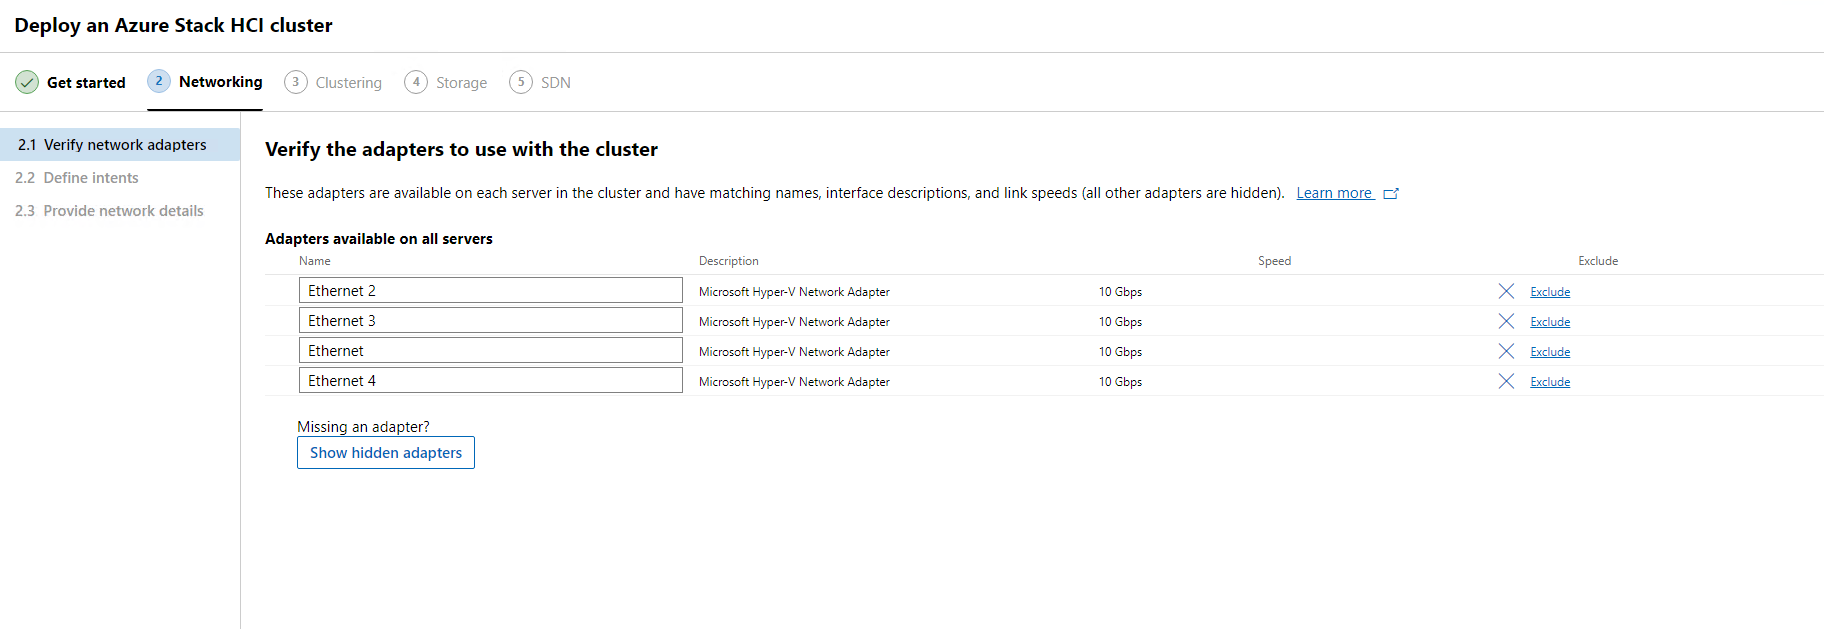 Deploy an Azure Stack HCI cluster
Get started 2 Networking 3 Clustering 4 Storage 5 SDN
2.1 Verify network adapters
2.2 Define intents
2.3 Provide network details
Verify the adapters to use with the cluster
These adapters are available on each server in the cluster and have matching names, interface descriptions, and link speeds (all other adapters are hidden). Learn more
Adapters available on all servers
Name Description Speed Exclude
Ethernet 2 Microsoft Hyper-V Network Adapter 10 Gbps Exclude
Ethernet 3 Microsoft Hyper-V Network Adapter 10 Gbps Exclude
Ethernet Microsoft Hyper-V Network Adapter 10 Gbps Exclude
Ethernet 4 Microsoft Hyper-V Network Adapter 10 Gbps Exclude
Missing an adapter?
Show hidden adapters